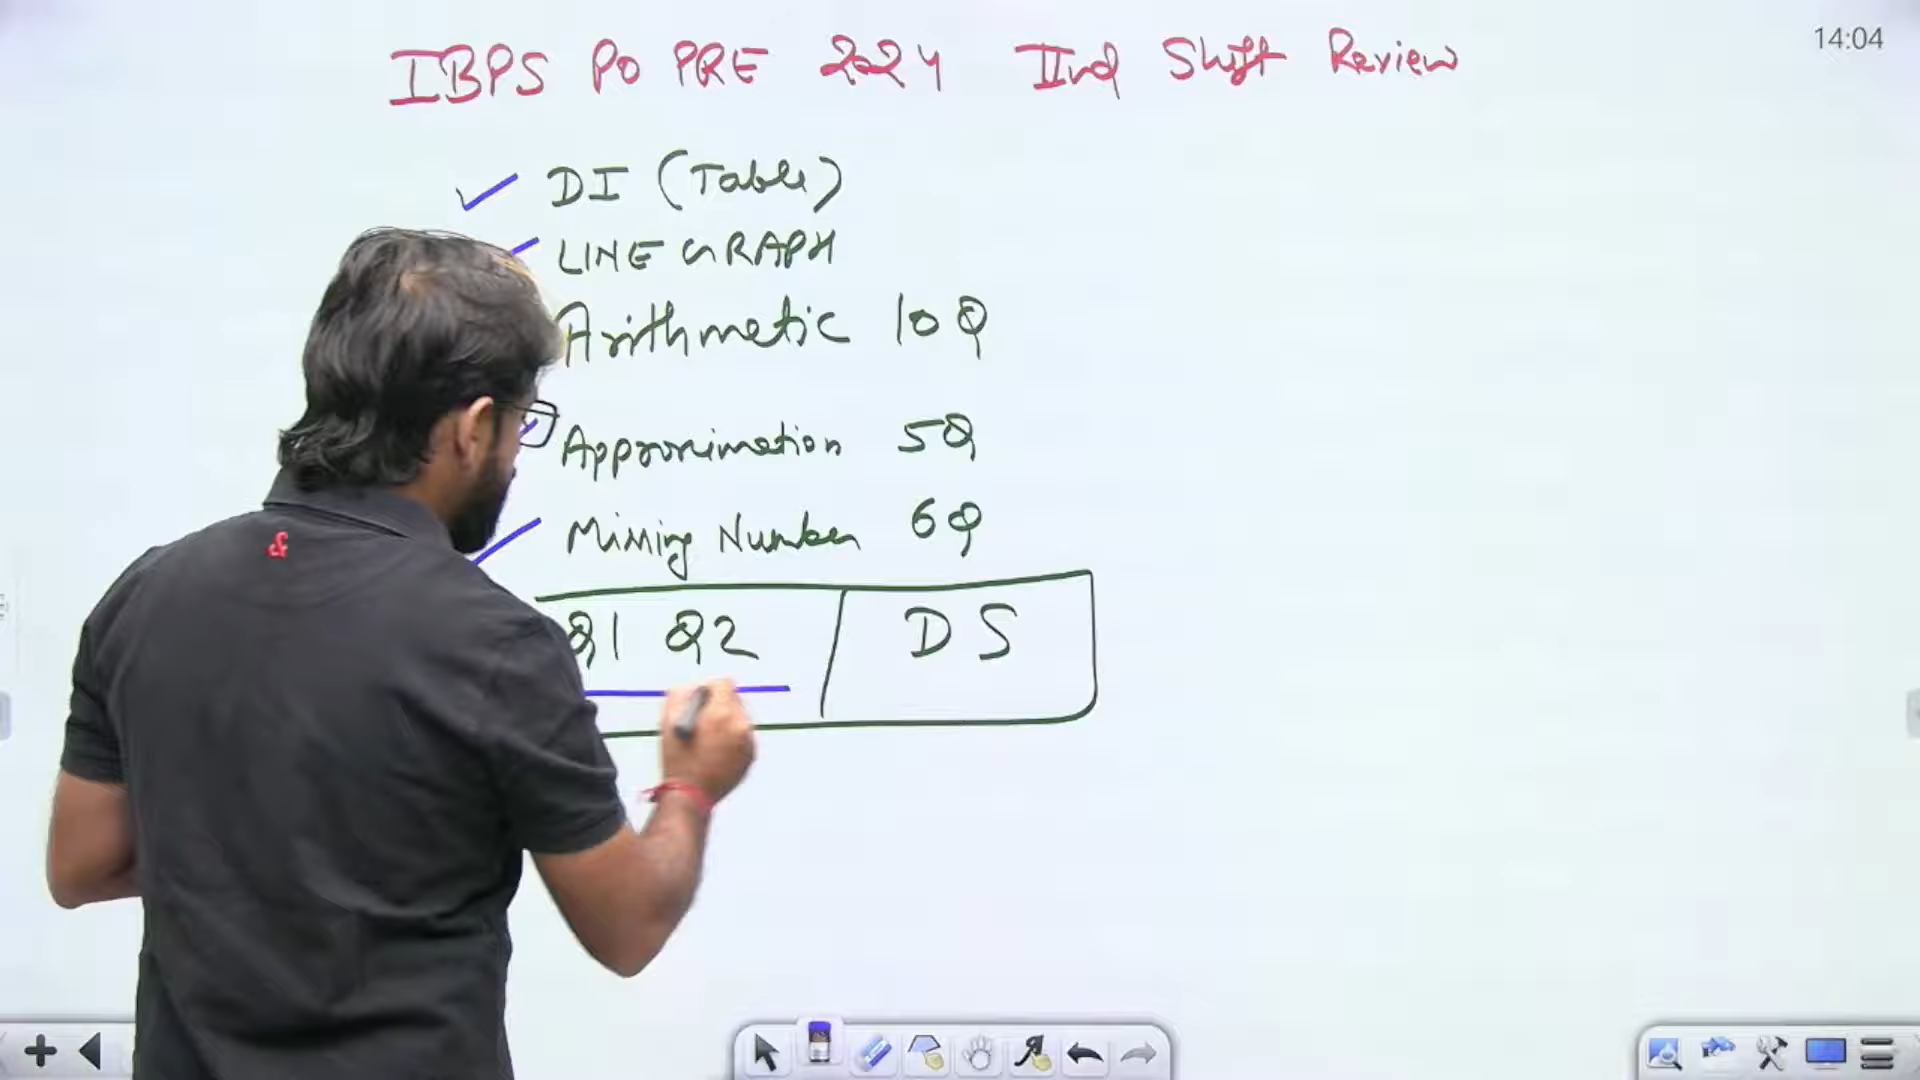 IBPS PO PRE 2024 IInd Shift Review
14:04
DI (Table)
LINE GRAPH
Arithmetic 10Q
Approximation 5Q
Missing Number 6Q
Q1 Q2 DS